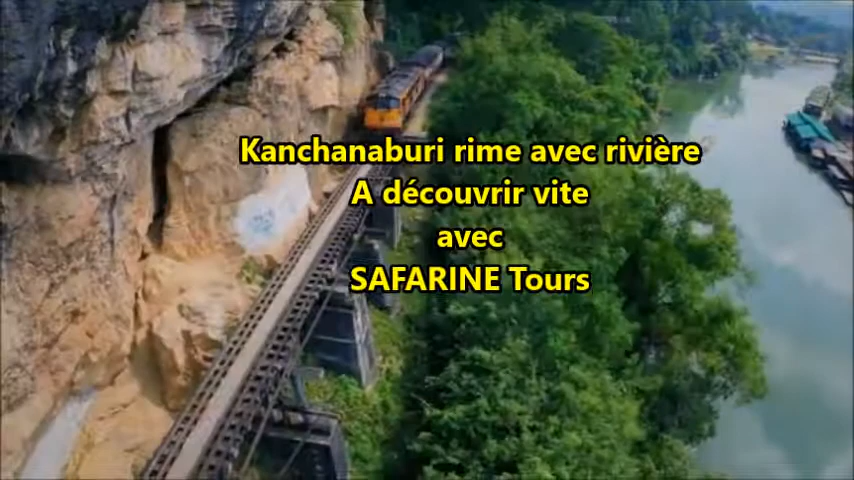 Kanchanaburi rime avec rivière
A découvrir vite
avec
SAFARINE Tours